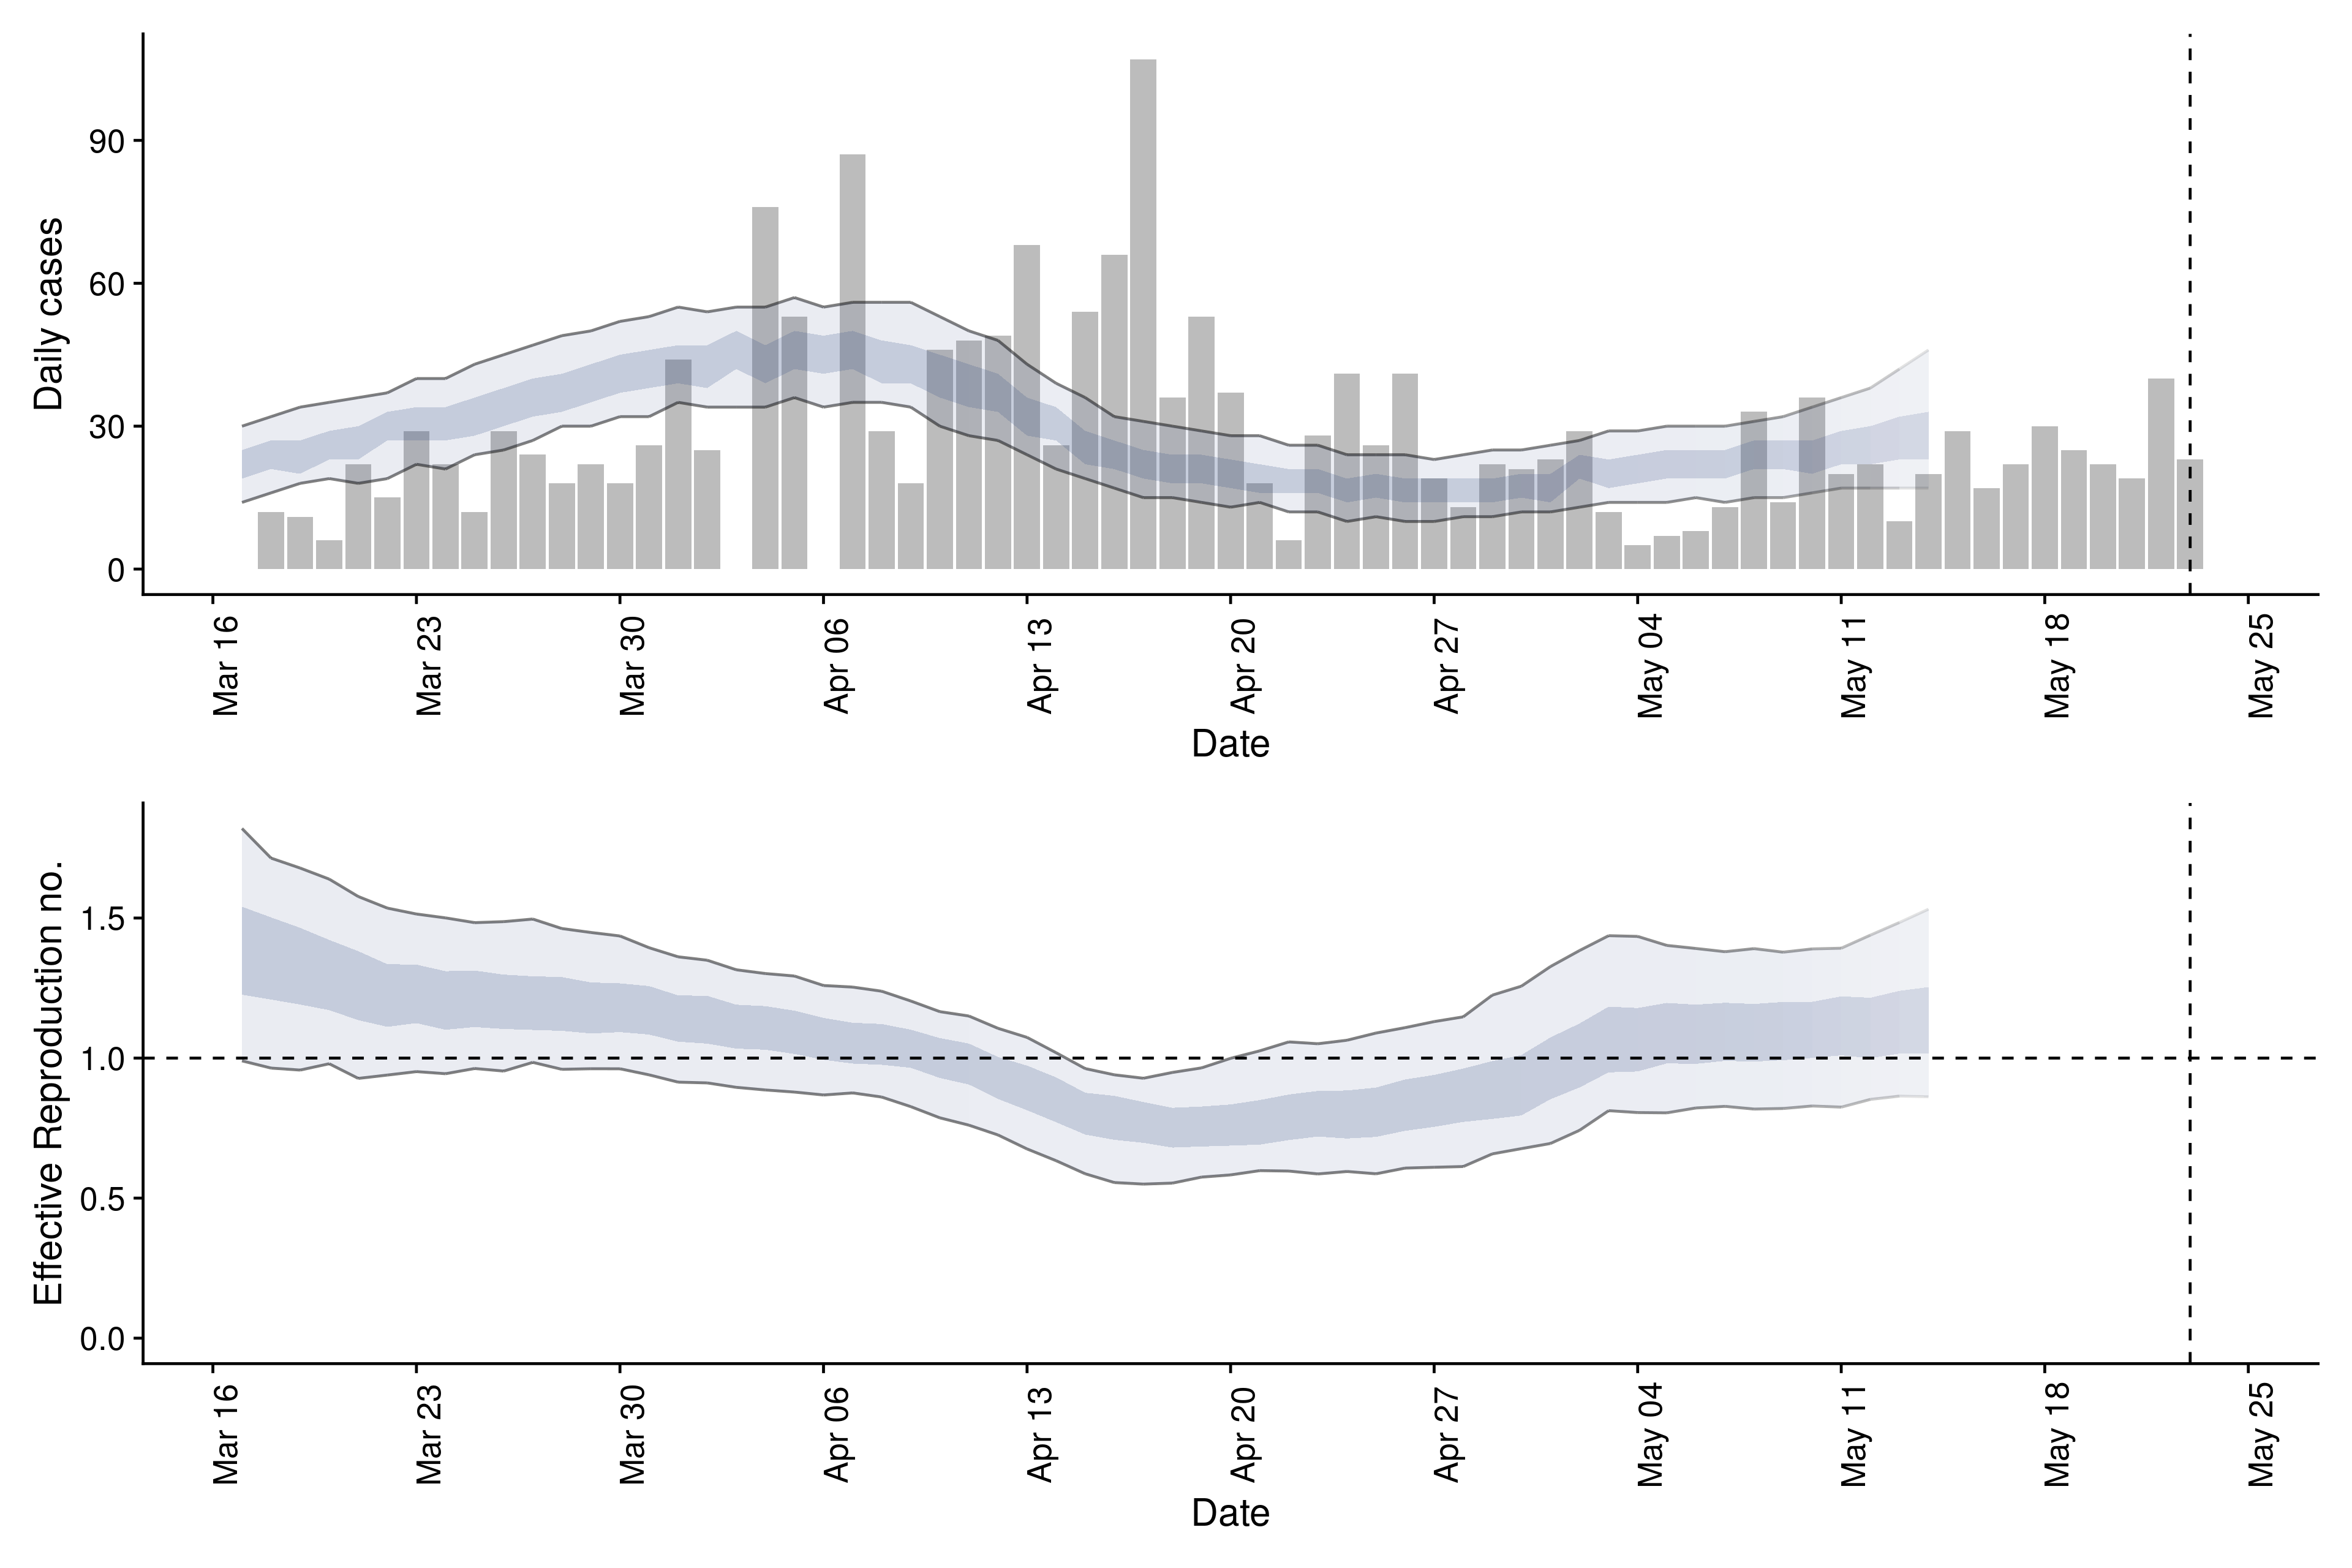 Daily cases
90
60
30
0
Mar 16
Mar 23
Mar 30
Apr 06
Apr 13
Apr 20
Apr 27
May 04
May 11
May 18
May 25
Date
Effective Reproduction no.
1.5
1.0
0.5
0.0
Mar 16
Mar 23
Mar 30
Apr 06
Apr 13
Apr 20
Apr 27
May 04
May 11
May 18
May 25
Date